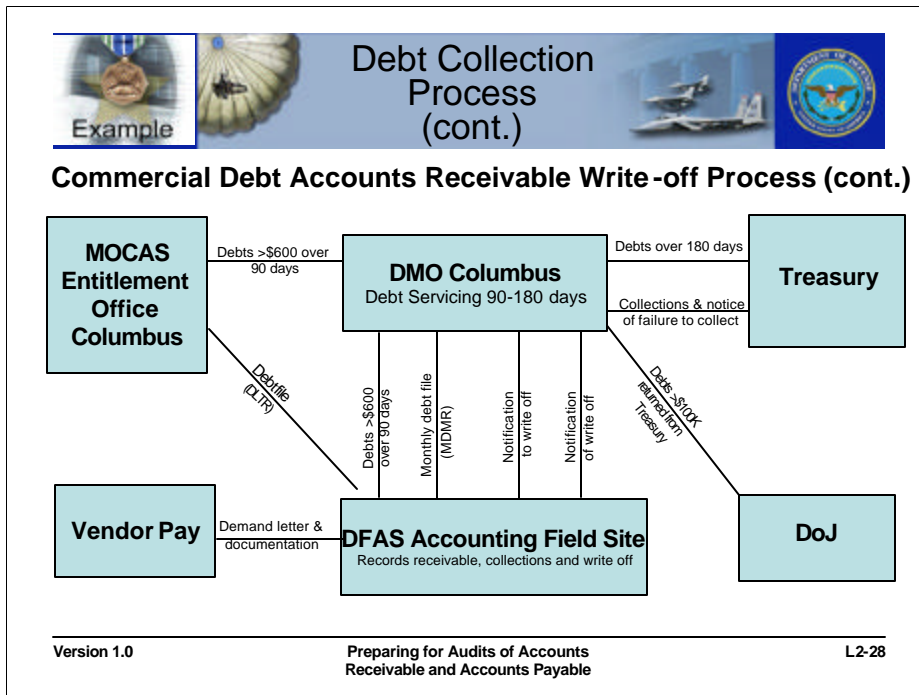 Example
Debt Collection
Process
(cont.)
Commercial Debt Accounts Receivable Write-off Process (cont.)
MOCAS
Entitlement
Office
Columbus
Debts >$600 over
90 days
DMO Columbus
Debt Servicing 90-180 days
Debts over 180 days
Collections & notice
of failure to collect
Treasury
Debt file
(DLTR)
Debts >$600
over 90 days
Monthly debt file
(MDMR)
Notification
to write off
Notification
of write off
Debts >$100K
returned from
Treasury
Vendor Pay
Demand letter &
documentation
DFAS Accounting Field Site
Records receivable, collections and write off
DoJ
Version 1.0
Preparing for Audits of Accounts
Receivable and Accounts Payable
L2-28